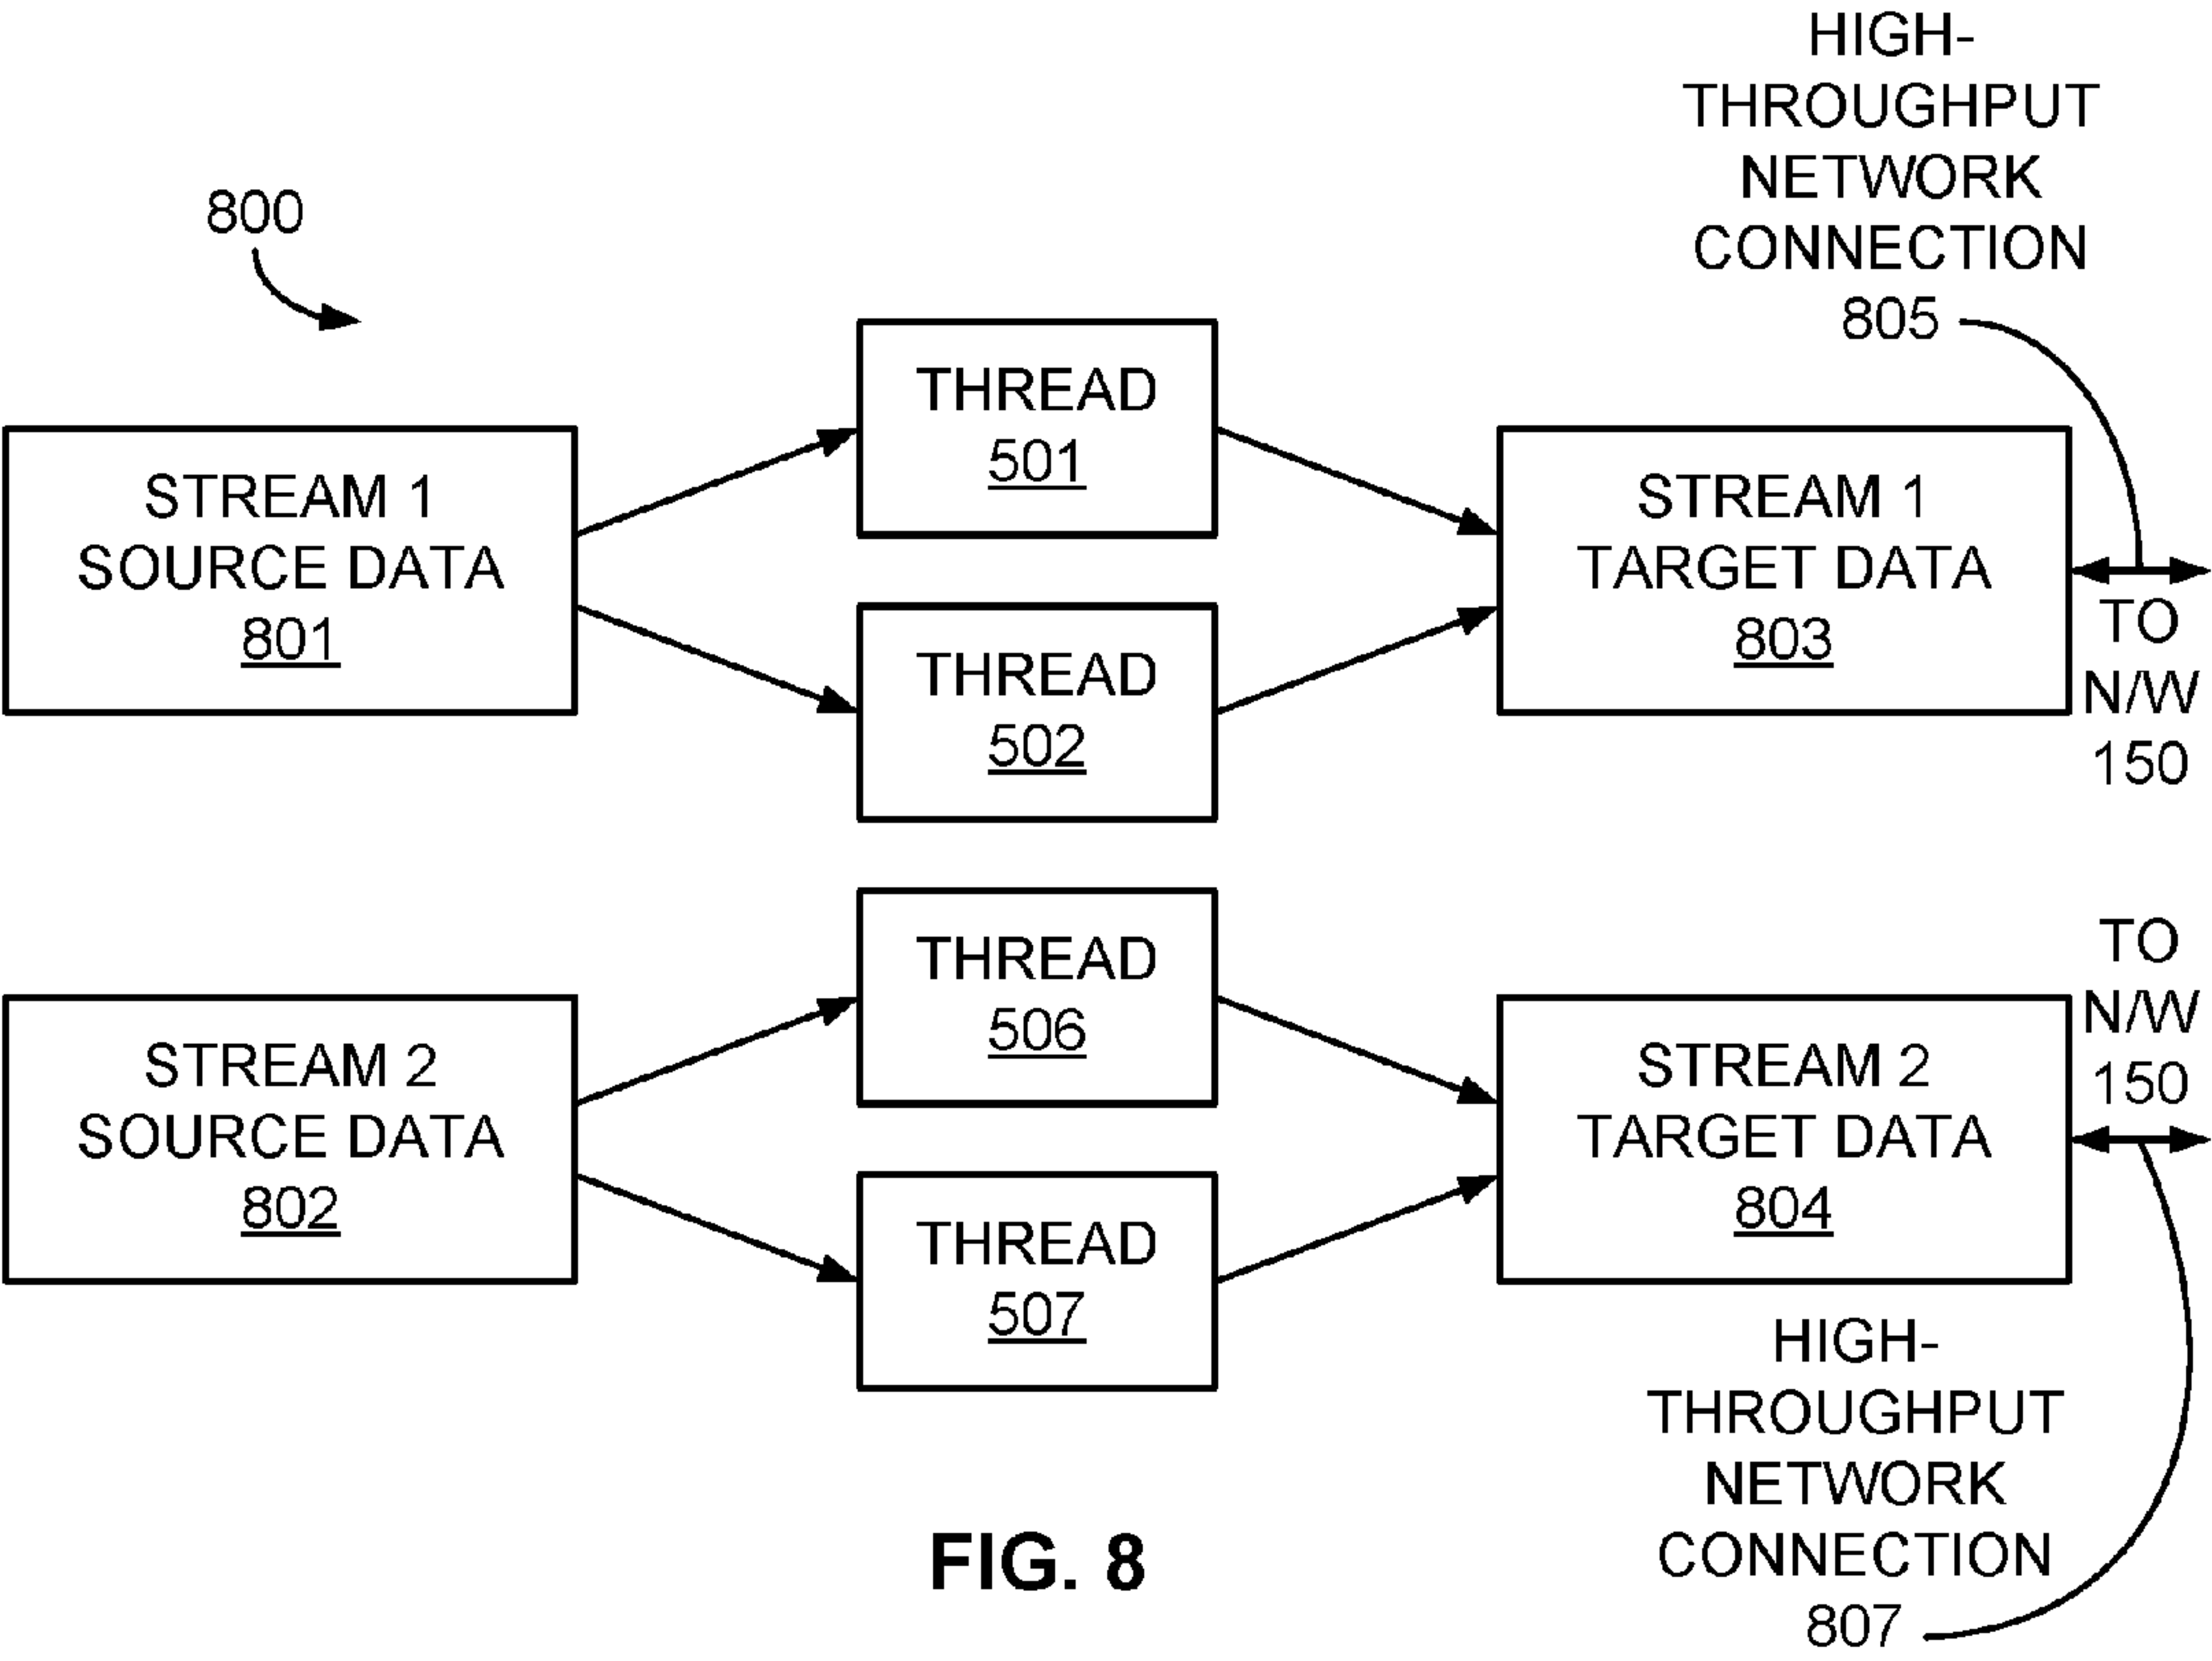 HIGH-
THROUGHPUT
NETWORK
CONNECTION
805
800
THREAD
501
STREAM 1
SOURCE DATA
801
THREAD
502
STREAM 1
TARGET DATA
803
TO
N/W
150
THREAD
506
STREAM 2
SOURCE DATA
802
THREAD
507
STREAM 2
TARGET DATA
804
TO
N/W
150
HIGH-
THROUGHPUT
NETWORK
CONNECTION
807
FIG. 8